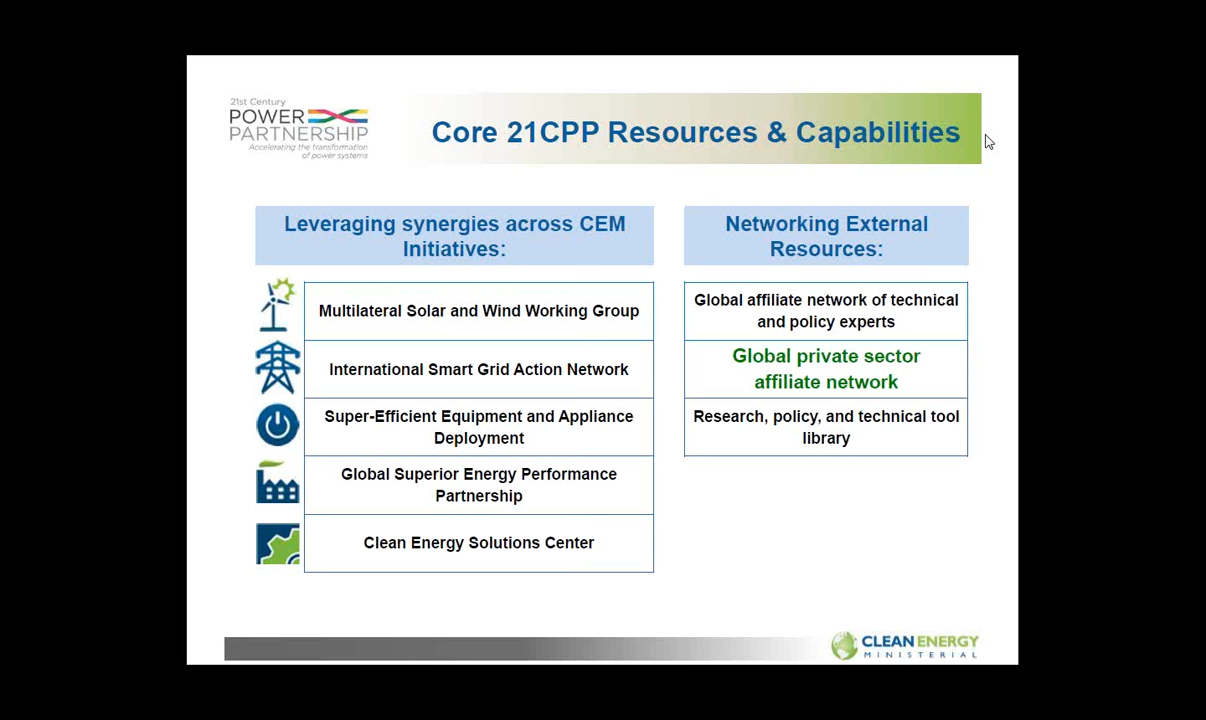 21st Century
POWER
PARTNERSHIP
Accelerating the transformation
of power systems
Core 21CPP Resources & Capabilities
Leveraging synergies across CEM
Initiatives:
Multilateral Solar and Wind Working Group
International Smart Grid Action Network
Super-Efficient Equipment and Appliance
Deployment
Global Superior Energy Performance
Partnership
Clean Energy Solutions Center
Networking External
Resources:
Global affiliate network of technical
and policy experts
Global private sector
affiliate network
Research, policy, and technical tool
library
CLEAN ENERGY
MINISTERIAL